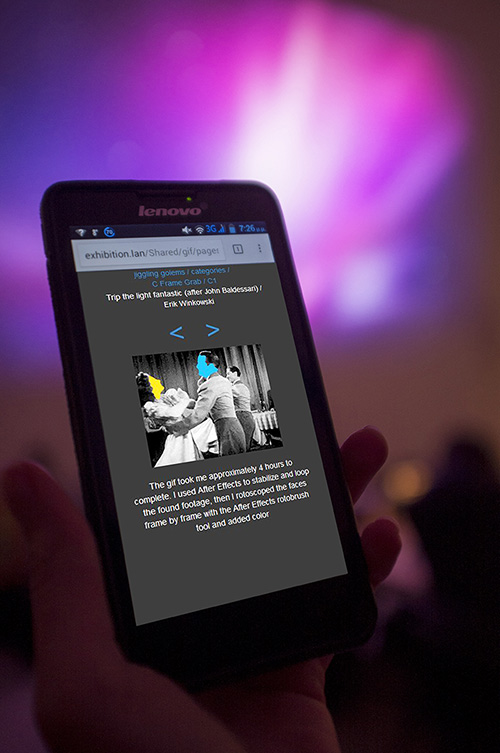 lenovo
75 3G 7:26 p.m.
exhibition.lan/Shared/gif/pages
1
jiggling golems / categories /
C Frame Grab / C1
Trip the light fantastic (after John Baldessari) /
Erik Winkowski
< >
The gif took me approximately 4 hours to
complete. I used After Effects to stabilize and loop
the found footage, then I rotoscoped the faces
frame by frame with the After Effects rotobrush
tool and added color